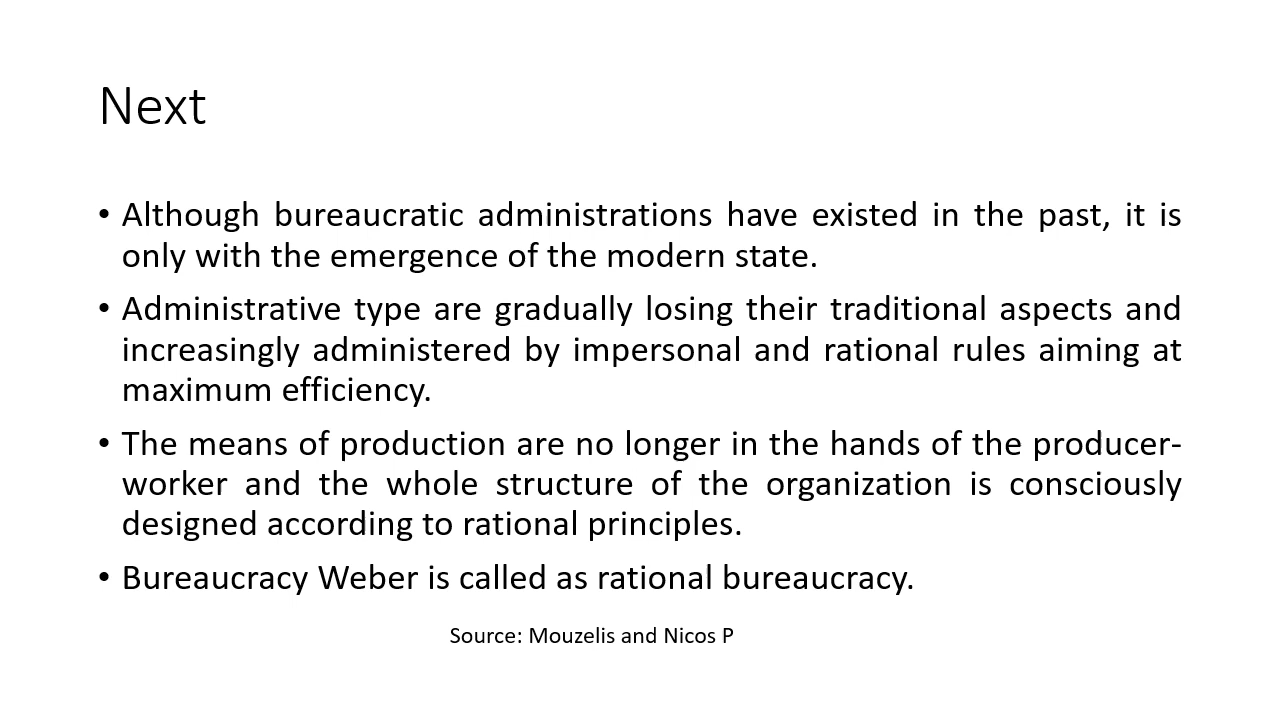 Next
• Although bureaucratic administrations have existed in the past, it is
only with the emergence of the modern state.
• Administrative type are gradually losing their traditional aspects and
increasingly administered by impersonal and rational rules aiming at
maximum efficiency.
• The means of production are no longer in the hands of the producer-
worker and the whole structure of the organization is consciously
designed according to rational principles.
• Bureaucracy Weber is called as rational bureaucracy.
Source: Mouzelis and Nicos P